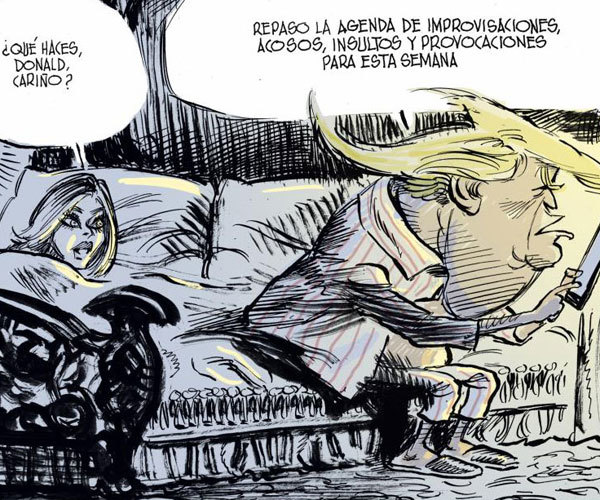 ¿QUÉ HACES,
DONALD,
CARIÑO?
REPASO LA AGENDA DE IMPROVISACIONES,
ACOSOS, INSULTOS Y PROVOCACIONES
PARA ESTA SEMANA